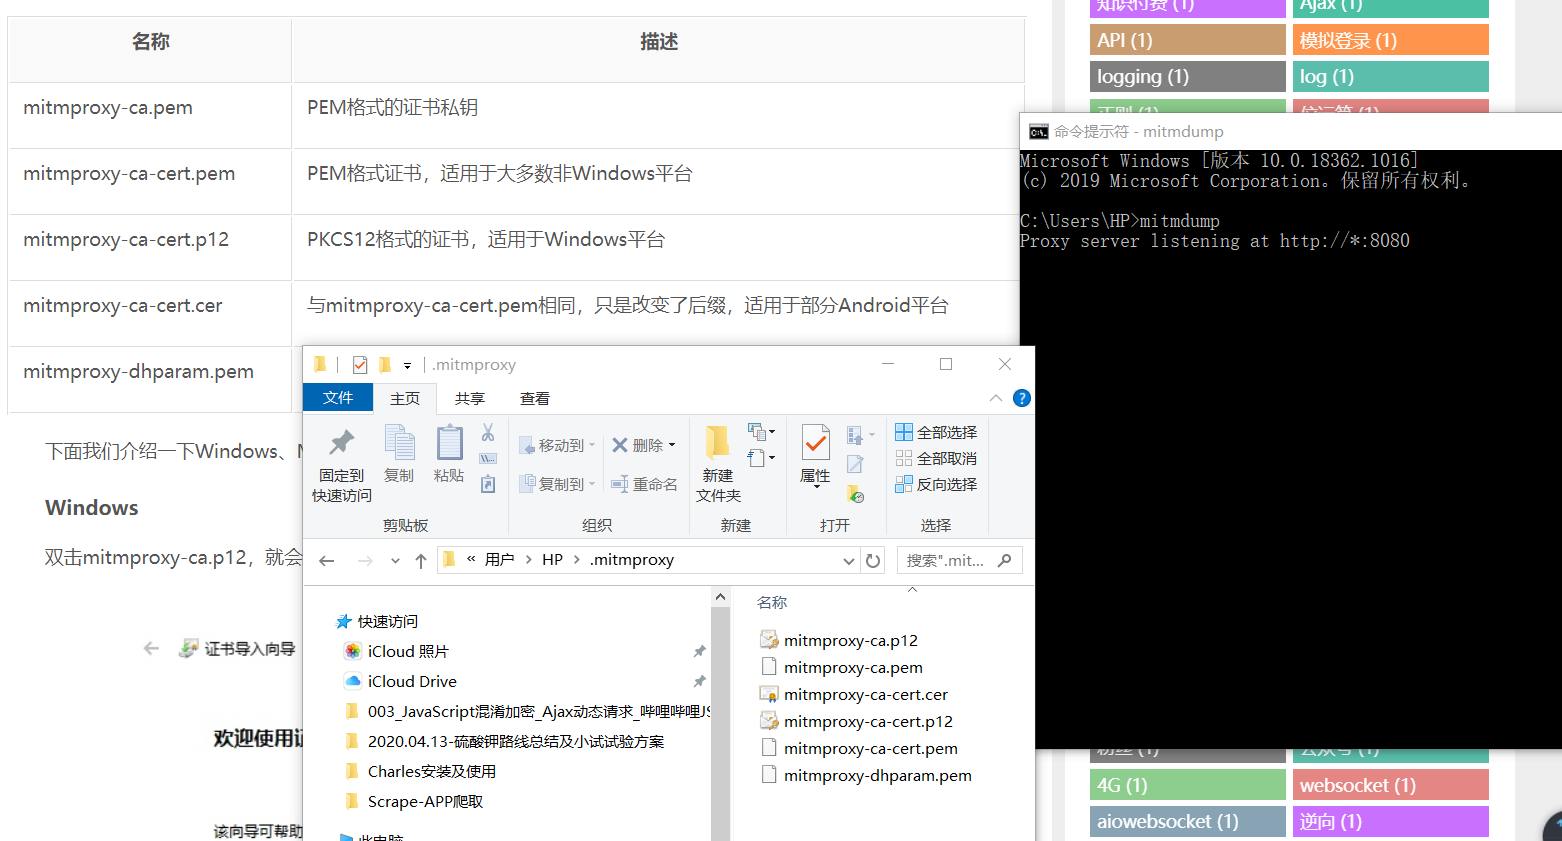 名称
描述
mitmproxy-ca.pem
PEM格式的证书私钥
mitmproxy-ca-cert.pem
PEM格式证书，适用于大多数非Windows平台
mitmproxy-ca-cert.p12
PKCS12格式的证书，适用于Windows平台
mitmproxy-ca-cert.cer
与mitmproxy-ca-cert.pem相同，只是改变了后缀，适用于部分Android平台
mitmproxy-dhparam.pem
下面我们介绍一下Windows、
Windows
双击mitmproxy-ca.p12，就会
证书导入向导
欢迎使用
该向导可帮助
知识付费 (1)
Ajax (1)
API (1)
模拟登录 (1)
logging (1)
log (1)
正则 (1)
命令提示符 - mitmdump
Microsoft Windows [版本 10.0.18362.1016]
(c) 2019 Microsoft Corporation。保留所有权利。
C:\Users\HP>mitmdump
Proxy server listening at http://*:8080
.mitmproxy
文件
主页
共享
查看
固定到
快速访问
复制
粘贴
剪贴板
移动到
复制到
删除
重命名
组织
新建
文件夹
新建
属性
打开
全部选择
全部取消
反向选择
选择
« 用户 > HP > .mitmproxy
搜索".mit...
快速访问
iCloud 照片
iCloud Drive
003_JavaScript混淆加密_Ajax动态请求_哔哩哔哩JS
2020.04.13-硫酸钾路线总结及小试试验方案
Charles安装及使用
Scrape-APP爬取
此电脑
名称
mitmproxy-ca.p12
mitmproxy-ca.pem
mitmproxy-ca-cert.cer
mitmproxy-ca-cert.p12
mitmproxy-ca-cert.pem
mitmproxy-dhparam.pem
粉丝 (1)
公众号 (1)
4G (1)
websocket (1)
aiowebsocket (1)
逆向 (1)